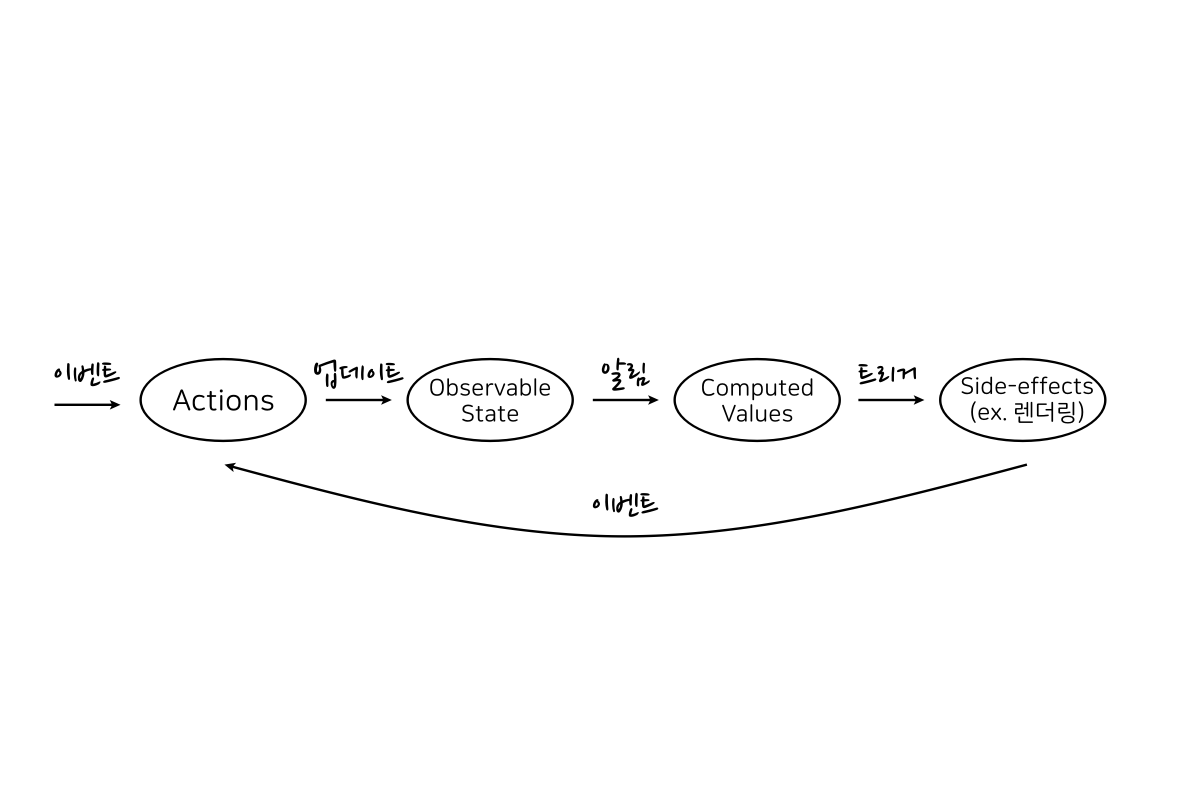 이벤트
Actions
업데이트
Observable
State
알림
Computed
Values
트리거
Side-effects
(ex. 렌더링)
이벤트